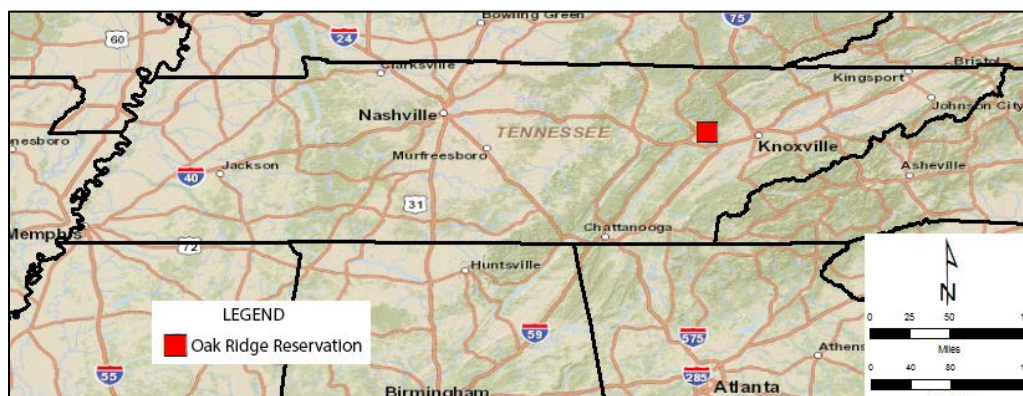 Bowling Green
75
60
24
Clarksville
Kingsport
Bristol
Johnson City
Nashville
TENNESSEE
nesboro
Murfreesboro
Knoxville
Asheville
40
Jackson
31
Memphis
72
Chattanooga
Huntsville
LEGEND
Oak Ridge Reservation
N
0 25 50 1
Miles
0 40 80 1
59
575
Athens
55
Birmingham
285
Atlanta